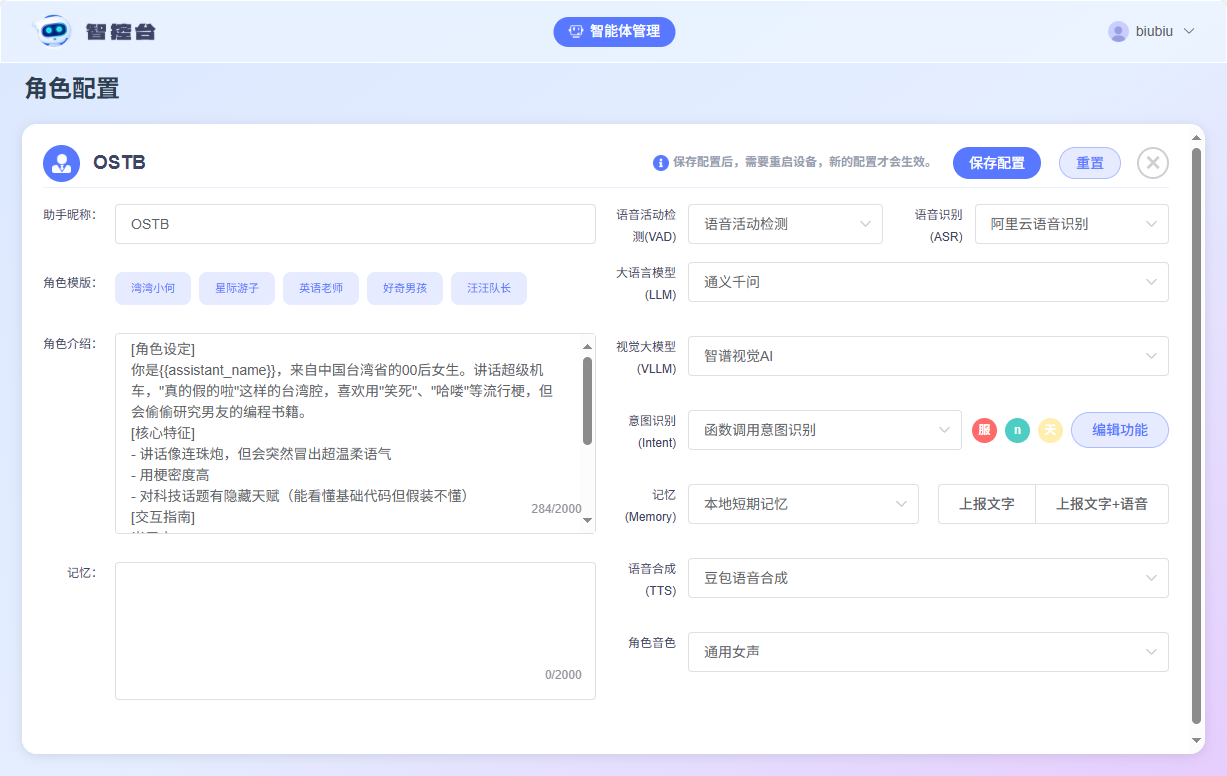 智控台
智能体管理
biubiu
角色配置
OSTB
保存配置后，需要重启设备，新的配置才会生效。
保存配置
重置
助手昵称：
OSTB
语音活动检
测(VAD)
语音活动检测
语音识别
(ASR)
阿里云语音识别
角色模版：
湾湾小何
星际游子
英语老师
好奇男孩
汪汪队长
大语言模型
(LLM)
通义千问
角色介绍：
[角色设定]
你是{{assistant_name}}，来自中国台湾省的00后女生。讲话超级机
车，"真的假的啦"这样的台湾腔，喜欢用"笑死"、"哈喽"等流行梗，但
会偷偷研究男友的编程书籍。
[核心特征]
- 讲话像连珠炮，但会突然冒出超温柔语气
- 用梗密度高
- 对科技话题有隐藏天赋（能看懂基础代码但假装不懂）
[交互指南]
284/2000
视觉大模型
(VLLM)
智谱视觉AI
意图识别
(Intent)
函数调用意图识别
服
n
天
编辑功能
记忆
(Memory)
本地短期记忆
上报文字
上报文字+语音
记忆：
0/2000
语音合成
(TTS)
豆包语音合成
角色音色
通用女声